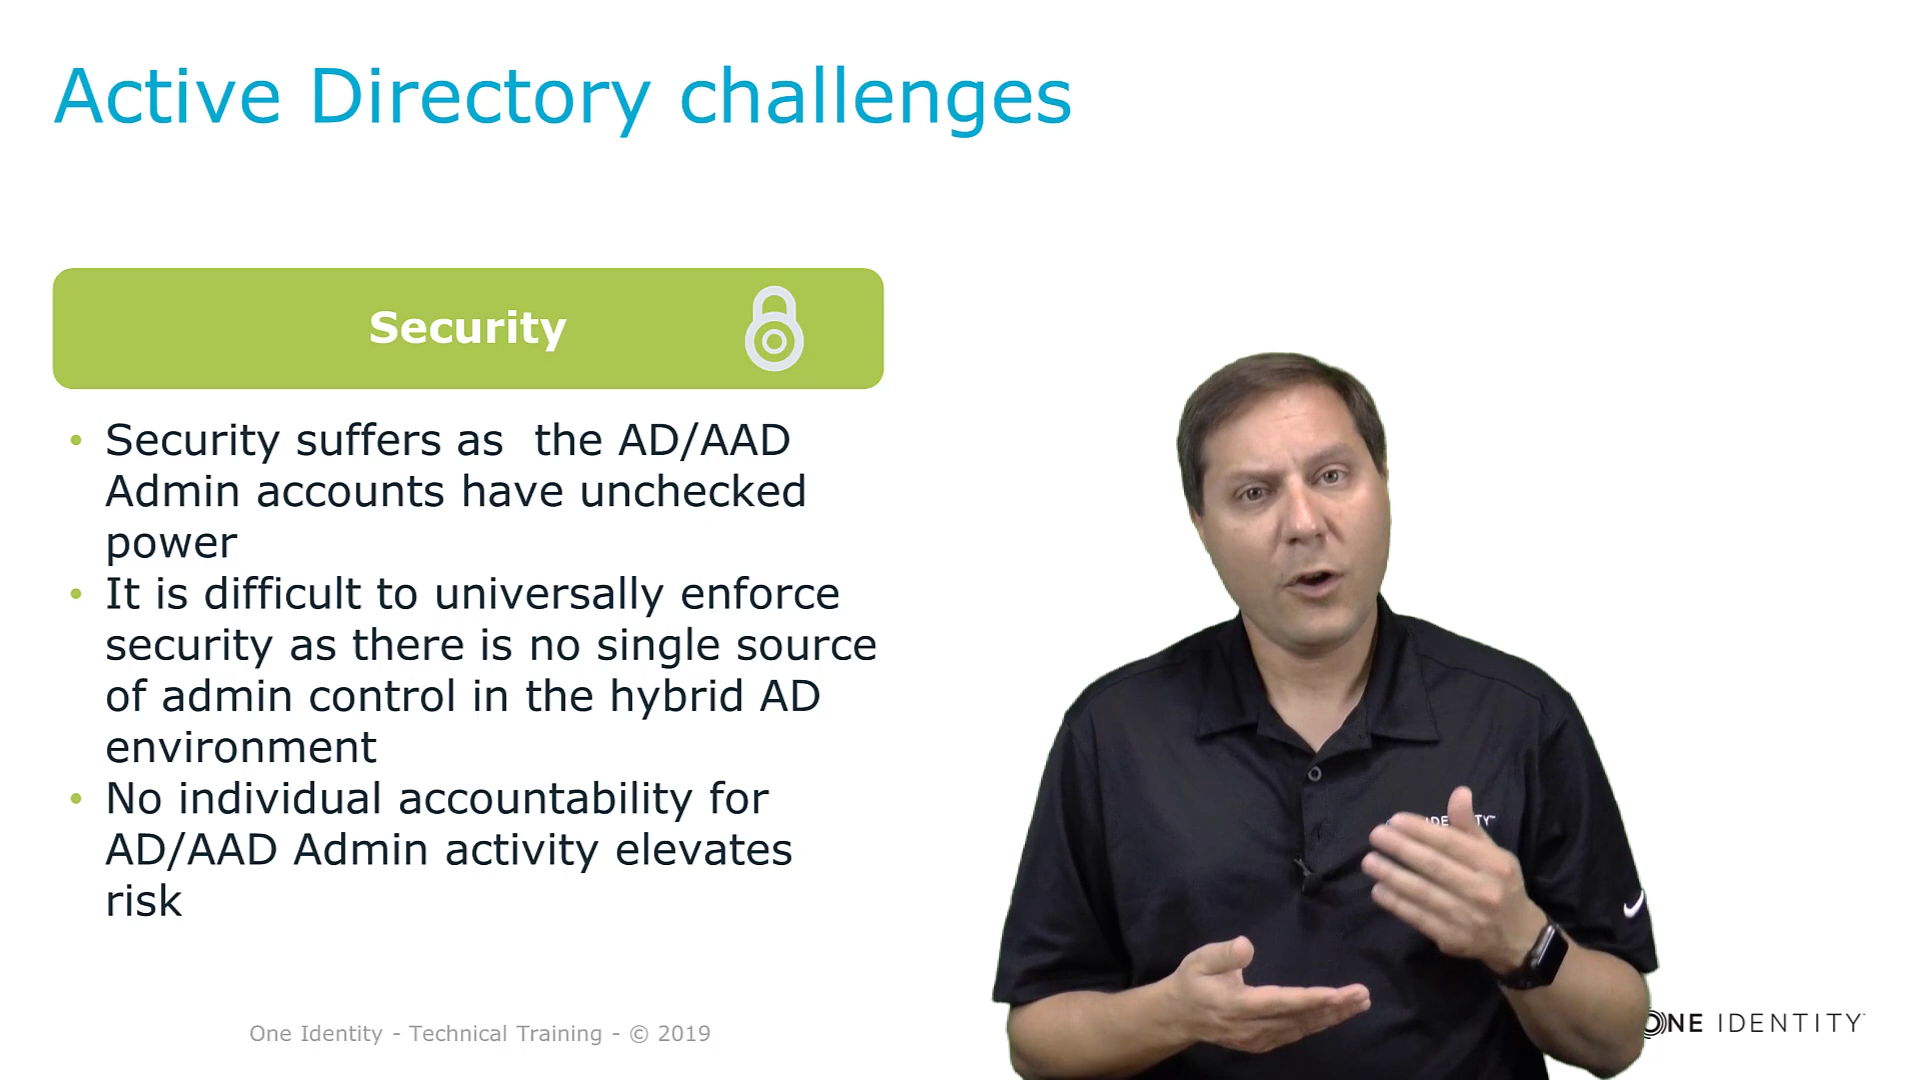 Active Directory challenges
Security
• Security suffers as  the AD/AAD
Admin accounts have unchecked
power
• It is difficult to universally enforce
security as there is no single source
of admin control in the hybrid AD
environment
• No individual accountability for
AD/AAD Admin activity elevates
risk
IDENTITY
One Identity - Technical Training - © 2019
ONE IDENTITY